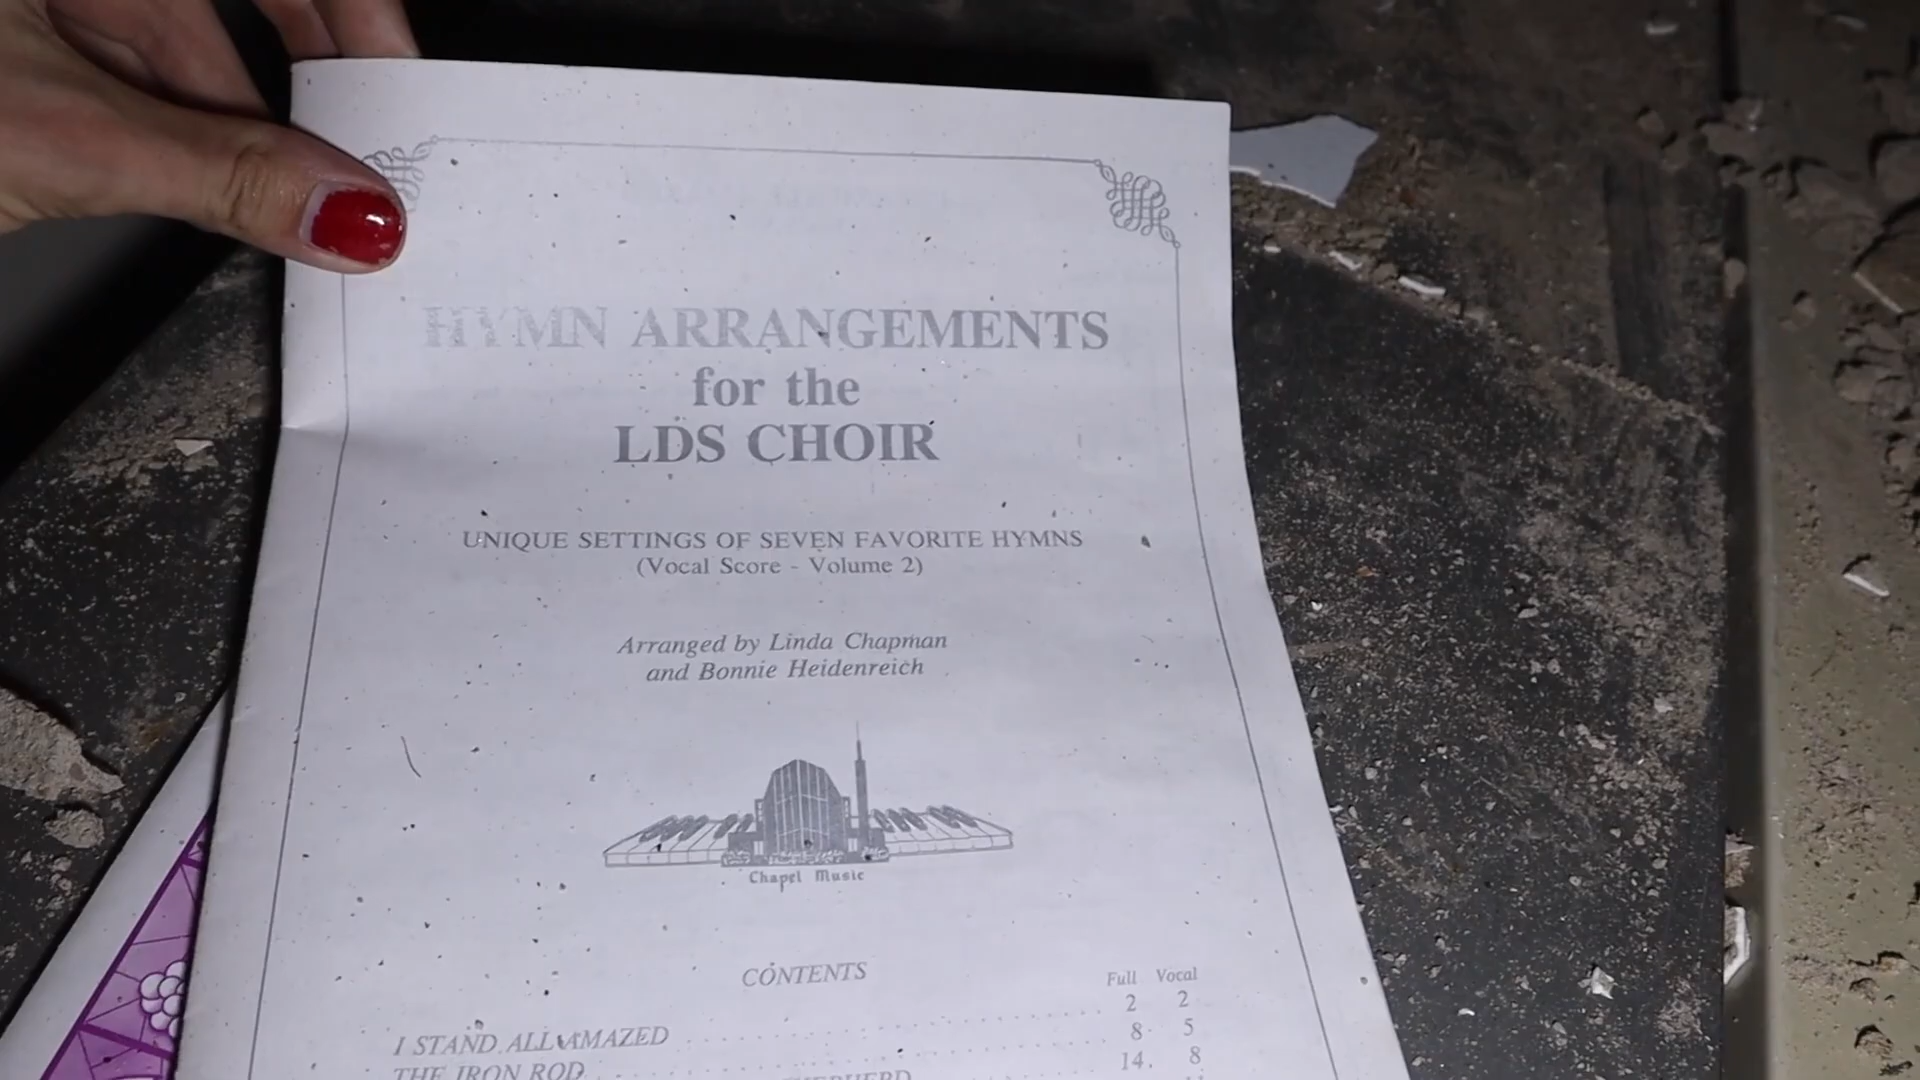 HYMN ARRANGEMENTS
for the
LDS CHOIR
UNIQUE SETTINGS OF SEVEN FAVORITE HYMNS
(Vocal Score - Volume 2)
Arranged by Linda Chapman
and Bonnie Heidenreich
Chapel Music
CONTENTS
Full Vocal
I STAND ALL AMAZED 2 2
THE IRON ROD 8 5
SHEPHERD 14 8